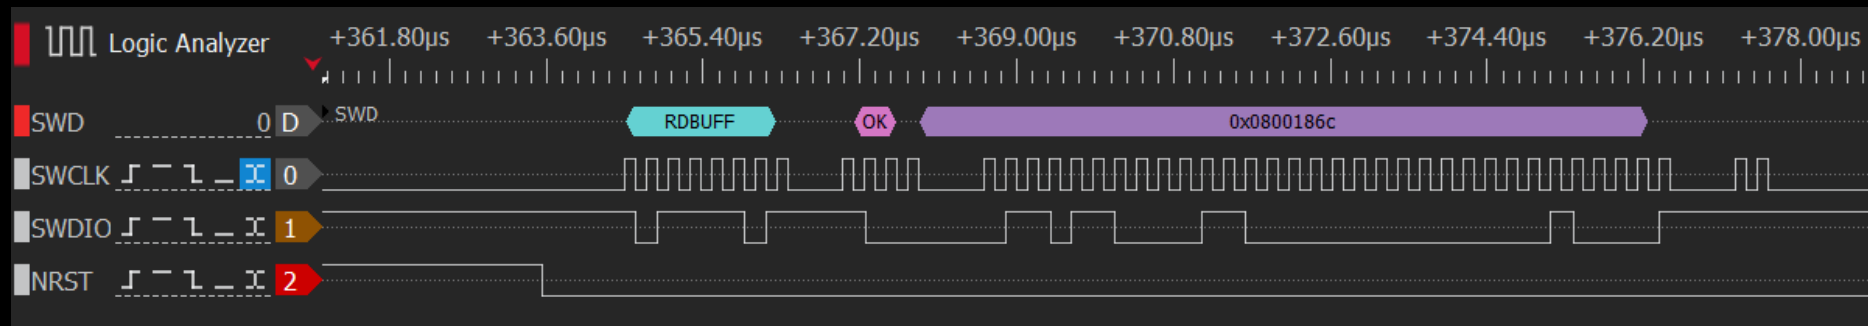 Logic Analyzer +361.80µs +363.60µs +365.40µs +367.20µs +369.00µs +370.80µs +372.60µs +374.40µs +376.20µs +378.00µs
SWD 0 D SWD RDBUFF OK 0x0800186c
SWCLK 0
SWDIO 1
NRST 2